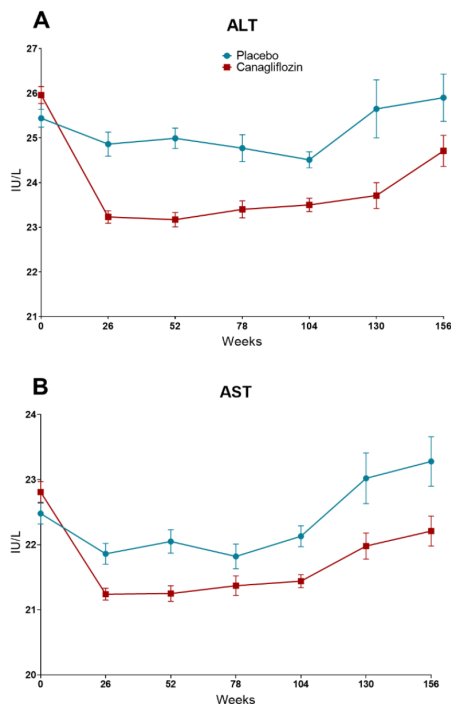 A
ALT
27
Placebo
Canagliflozin
26
25
24
23
22
21
IU/L
0 26 52 78 104 130 156
Weeks
B
AST
24
23
22
21
20
IU/L
0 26 52 78 104 130 156
Weeks